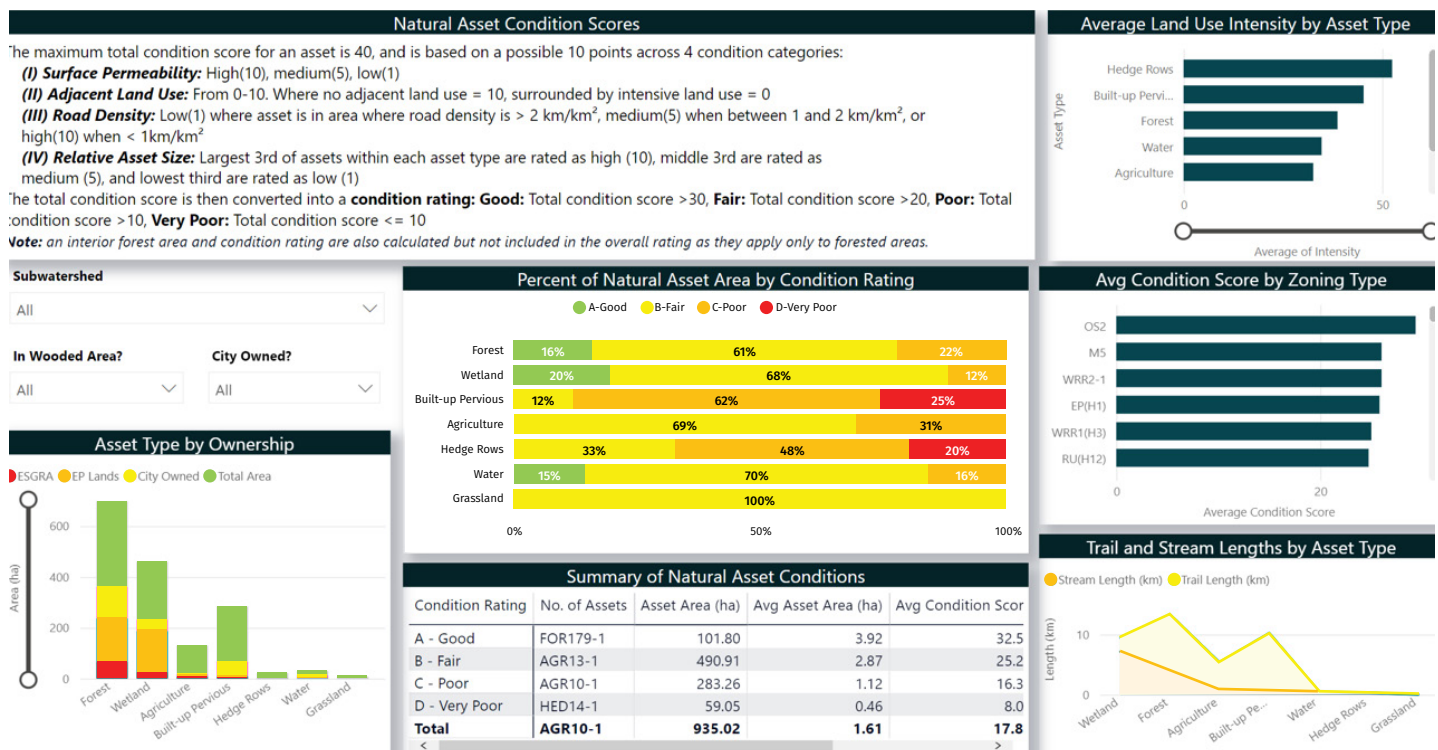 Natural Asset Condition Scores
The maximum total condition score for an asset is 40, and is based on a possible 10 points across 4 condition categories:
(I) Surface Permeability: High(10), medium(5), low(1)
(II) Adjacent Land Use: From 0-10. Where no adjacent land use = 10, surrounded by intensive land use = 0
(III) Road Density: Low(1) where asset is in area where road density is > 2 km/km², medium(5) when between 1 and 2 km/km², or
high(10) when < 1km/km²
(IV) Relative Asset Size: Largest 3rd of assets within each asset type are rated as high (10), middle 3rd are rated as
medium (5), and lowest third are rated as low (1)
The total condition score is then converted into a condition rating: Good: Total condition score >30, Fair: Total condition score >20, Poor: Total
condition score >10, Very Poor: Total condition score <= 10
Note: an interior forest area and condition rating are also calculated but not included in the overall rating as they apply only to forested areas.
Average Land Use Intensity by Asset Type
Asset Type
Hedge Rows
Built-up Pervi...
Forest
Water
Agriculture
0 50
Average of Intensity
Subwatershed
All
In Wooded Area? City Owned?
All All
Percent of Natural Asset Area by Condition Rating
A-Good B-Fair C-Poor D-Very Poor
Forest 16% 61% 22%
Wetland 20% 68% 12%
Built-up Pervious 12% 62% 25%
Agriculture 69% 31%
Hedge Rows 33% 48% 20%
Water 15% 70% 16%
Grassland 100%
0% 50% 100%
Avg Condition Score by Zoning Type
OS2
M5
WRR2-1
EP(H1)
WRR1(H3)
RU(H12)
0 20
Average Condition Score
Asset Type by Ownership
ESGRA EP Lands City Owned Total Area
Area (ha)
600
400
200
0
Forest Wetland Agriculture Built-up Pervious Hedge Rows Water Grassland
Summary of Natural Asset Conditions
Condition Rating No. of Assets Asset Area (ha) Avg Asset Area (ha) Avg Condition Scor
A - Good FOR179-1 101.80 3.92 32.5
B - Fair AGR13-1 490.91 2.87 25.2
C - Poor AGR10-1 283.26 1.12 16.3
D - Very Poor HED14-1 59.05 0.46 8.0
Total AGR10-1 935.02 1.61 17.8
Trail and Stream Lengths by Asset Type
Stream Length (km) Trail Length (km)
Length (km)
10
0
Wetland Forest Agriculture Built-up Pe... Water Hedge Rows Grassland